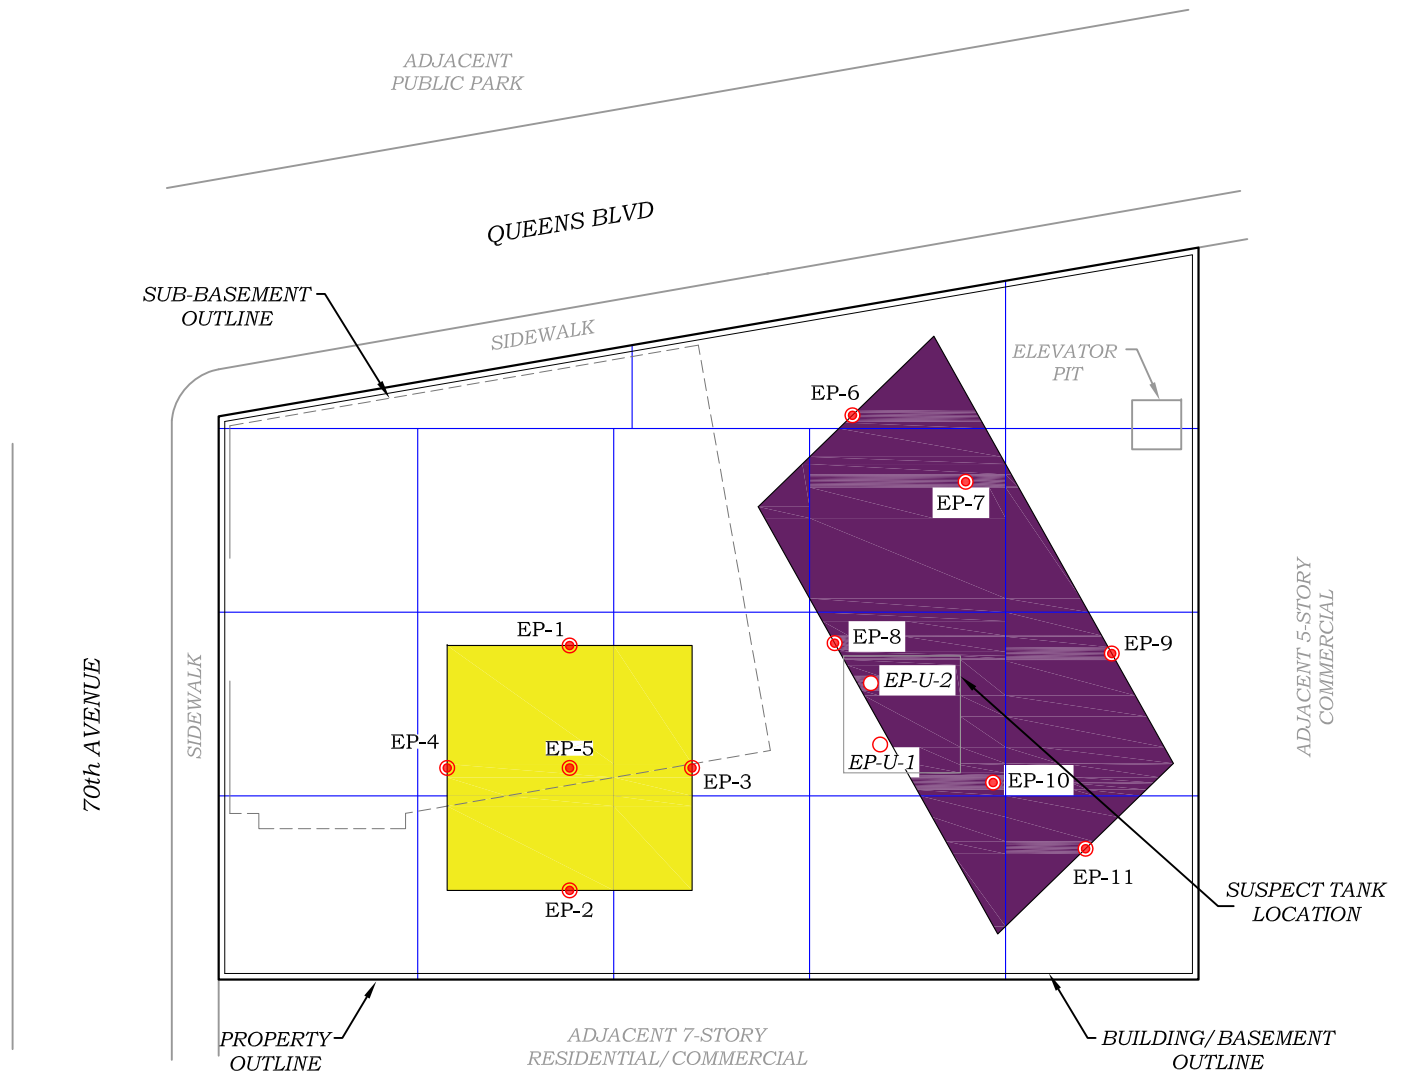 ADJACENT
PUBLIC PARK
QUEENS BLVD
SUB-BASEMENT
OUTLINE
SIDEWALK
ELEVATOR
PIT
EP-6
EP-7
EP-1
EP-8
EP-9
EP-U-2
EP-4
EP-5
EP-3
EP-U-1
EP-10
EP-2
EP-11
70th AVENUE
SIDEWALK
ADJACENT 5-STORY
COMMERCIAL
SUSPECT TANK
LOCATION
PROPERTY
OUTLINE
ADJACENT 7-STORY
RESIDENTIAL/COMMERCIAL
BUILDING/BASEMENT
OUTLINE